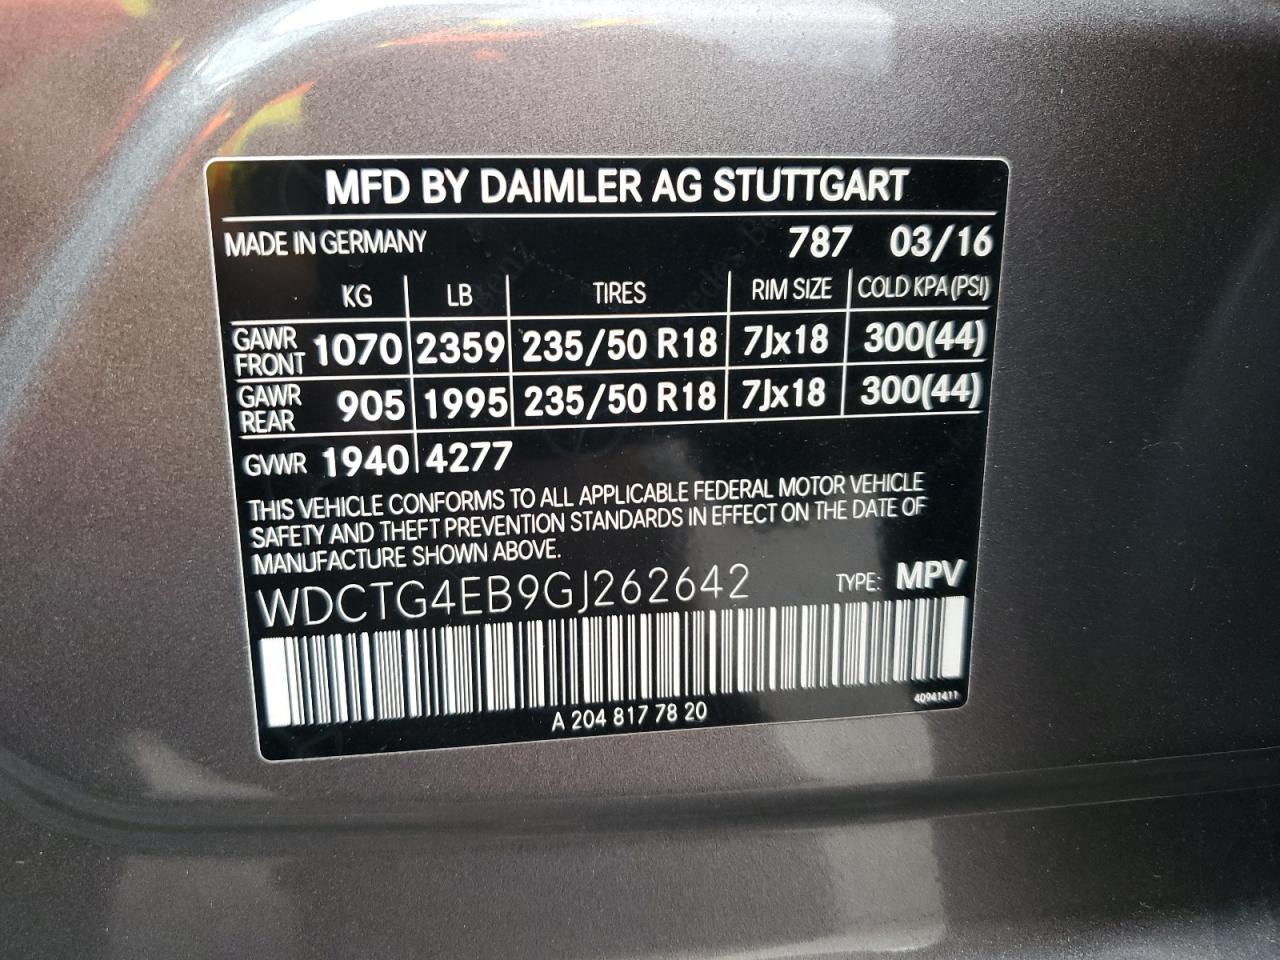 MFD BY DAIMLER AG STUTTGART
MADE IN GERMANY 787 03/16
KG LB TIRES RIM SIZE COLD KPA (PSI)
GAWR FRONT 1070 2359 235/50 R18 7Jx18 300(44)
GAWR REAR 905 1995 235/50 R18 7Jx18 300(44)
GVWR 1940 4277
THIS VEHICLE CONFORMS TO ALL APPLICABLE FEDERAL MOTOR VEHICLE
SAFETY AND THEFT PREVENTION STANDARDS IN EFFECT ON THE DATE OF
MANUFACTURE SHOWN ABOVE.
WDCTG4EB9GJ262642 TYPE: MPV
A 204 817 78 20
40941411